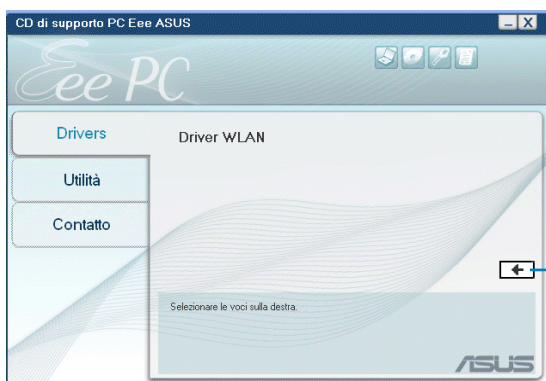 CD di supporto PC Eee ASUS
Eee PC
Drivers
Driver WLAN
Utilità
Contatto
Selezionare le voci sulla destra.
ASUS